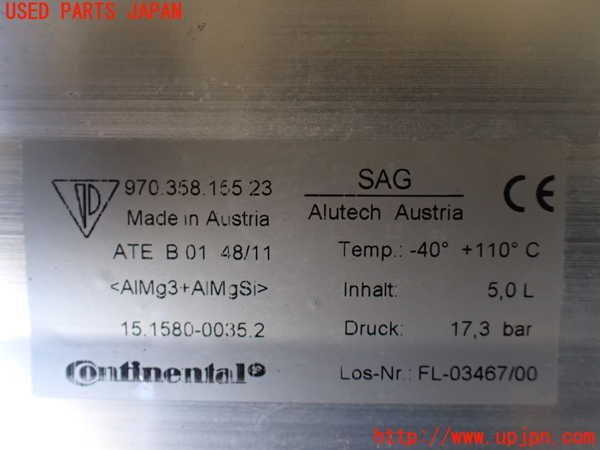 USED PARTS JAPAN
970.358.155.23
Made in Austria
ATE B 01 48/11
<AlMg3+AlMgSi>
15.1580-0035.2
Continental
SAG
Alutech Austria
CE
Temp.: -40° +110° C
Inhalt: 5,0 L
Druck: 17,3 bar
Los-Nr.: FL-03467/00
http://www.upjpn.com/